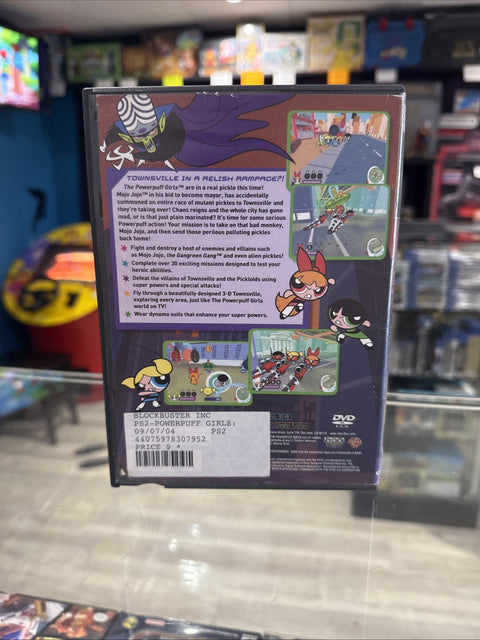 TOWNSVILLE IN A RELISH RAMPAGE?!
The Powerpuff Girls™ are in a real pickle this time!
Mojo Jojo™ in his bid to become mayor, has accidentally
summoned an entire race of mutant pickles to Townsville and
they're taking over! Chaos reigns and the whole city has gone
mad, or is that just plain marinated? It's time for some serious
Powerpuff action! Your mission is to take on that bad monkey,
Mojo Jojo, and then send these porous polluting pickles
back home!
Fight and destroy a host of enemies and villains such
as Mojo Jojo, the Gangreen Gang™ and even alien pickles!
Complete over 30 exciting missions designed to test your
heroic abilities.
Defeat the villains of Townsville and the Pickloids using
super powers and special attacks!
Fly through a beautifully designed 3-D Townsville,
exploring every area, just like The Powerpuff Girls
world on TV!
Wear dynamo suits that enhance your super powers.
BLOCKBUSTER INC
PS2-POWERPUFF GIRLS:
09/07/04 PS2
44075978307952
PRICE $ *
DVD